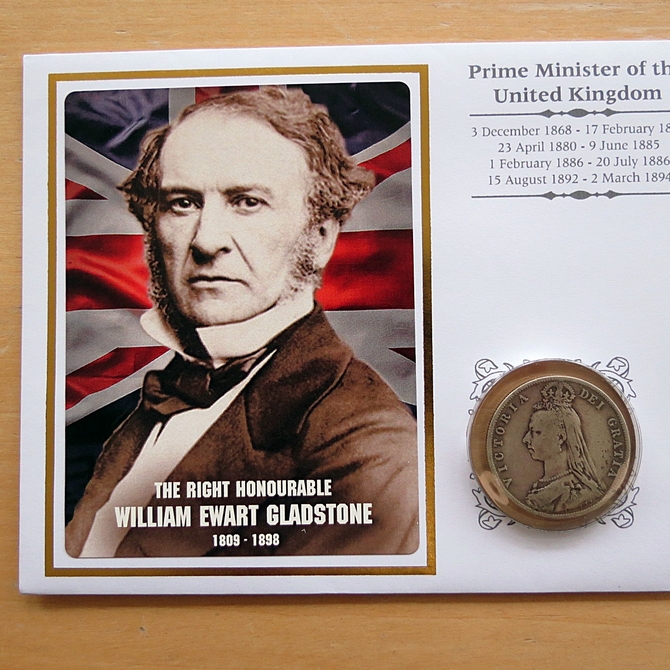 Prime Minister of th
United Kingdom
3 December 1868 - 17 February 18
23 April 1880 - 9 June 1885
1 February 1886 - 20 July 1886
15 August 1892 - 2 March 1894
THE RIGHT HONOURABLE
WILLIAM EWART GLADSTONE
1809 - 1898
VICTORIA DEI GRATIA